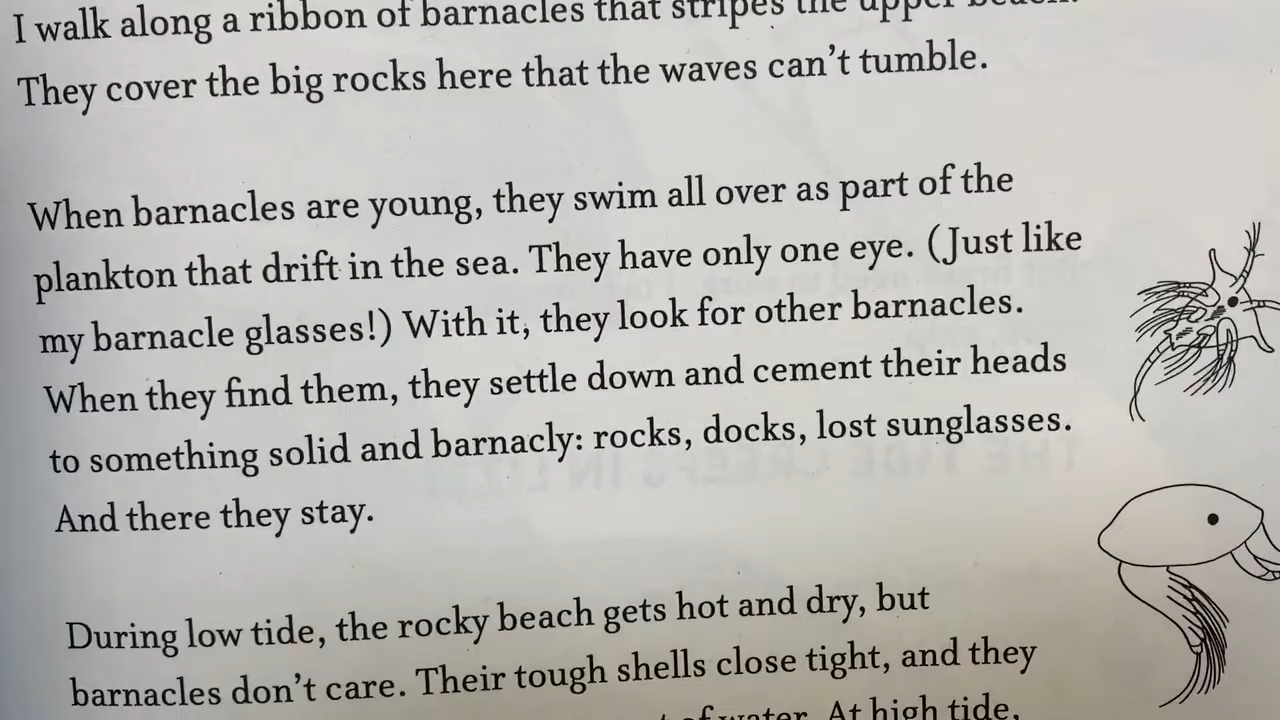 I walk along a ribbon of barnacles that stripes the upper beach.
They cover the big rocks here that the waves can't tumble.
When barnacles are young, they swim all over as part of the
plankton that drift in the sea. They have only one eye. (Just like
my barnacle glasses!) With it, they look for other barnacles.
When they find them, they settle down and cement their heads
to something solid and barnacly: rocks, docks, lost sunglasses.
And there they stay.
During low tide, the rocky beach gets hot and dry, but
barnacles don't care. Their tough shells close tight, and they
of water. At high tide,